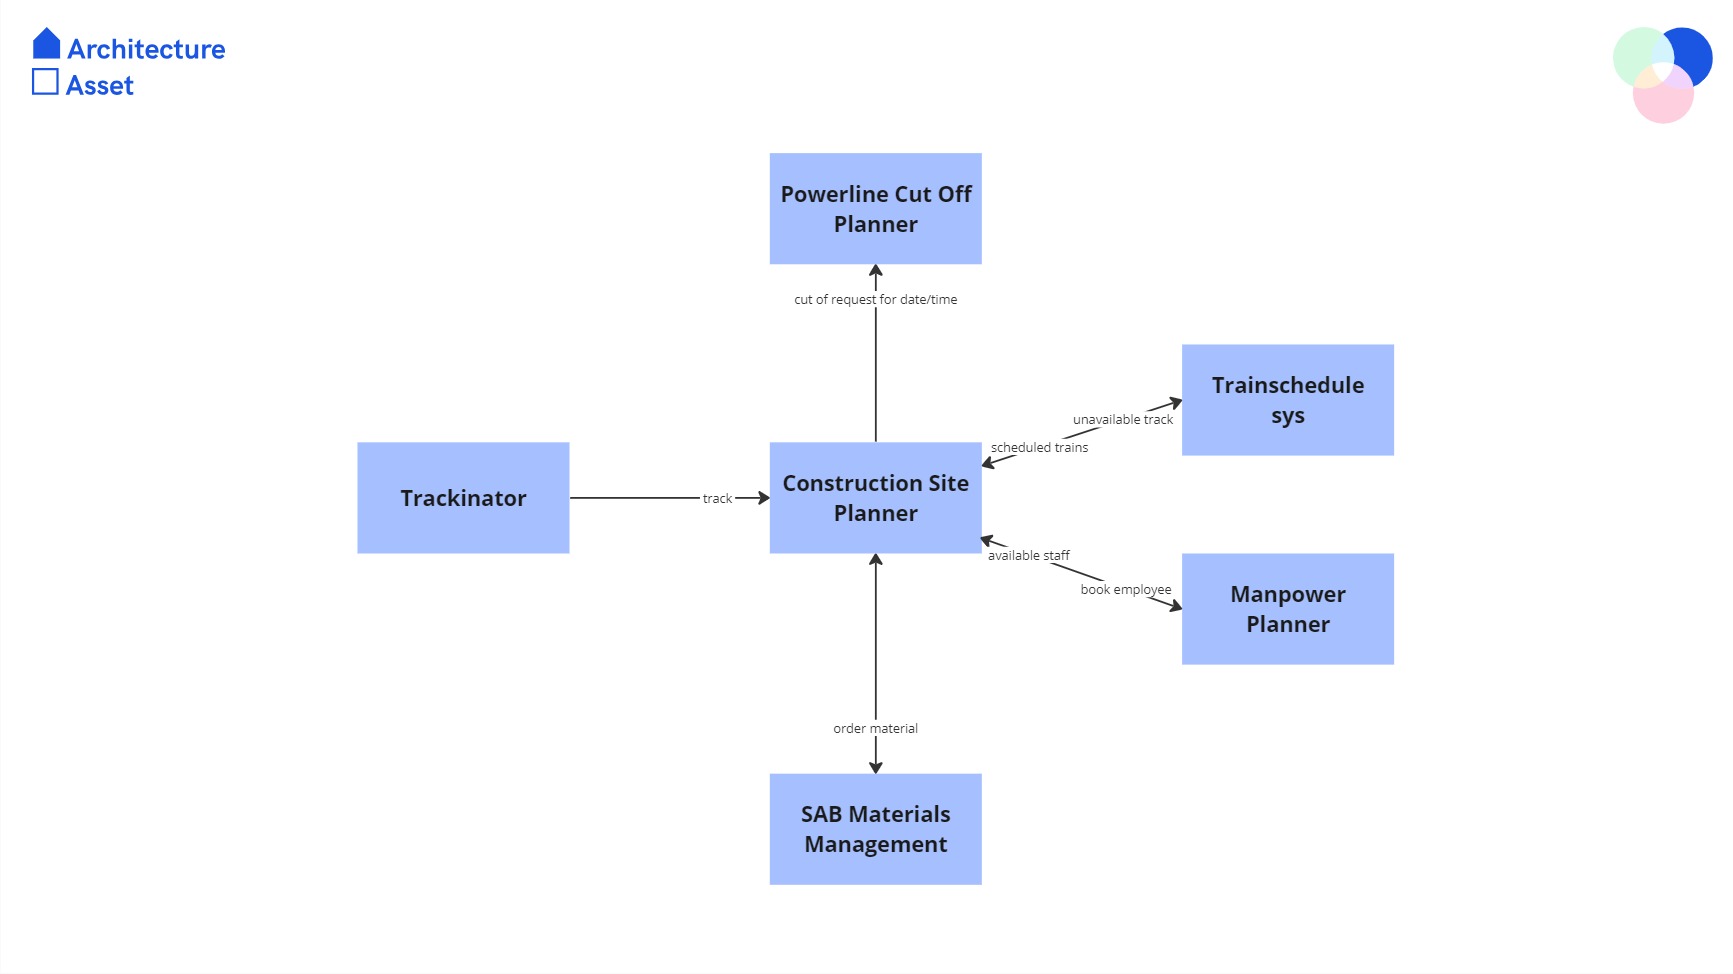 Architecture
Asset
Powerline Cut Off
Planner
cut of request for date/time
Trainschedule
sys
unavailable track
scheduled trains
Trackinator
track
Construction Site
Planner
available staff
book employee
Manpower
Planner
order material
SAB Materials
Management